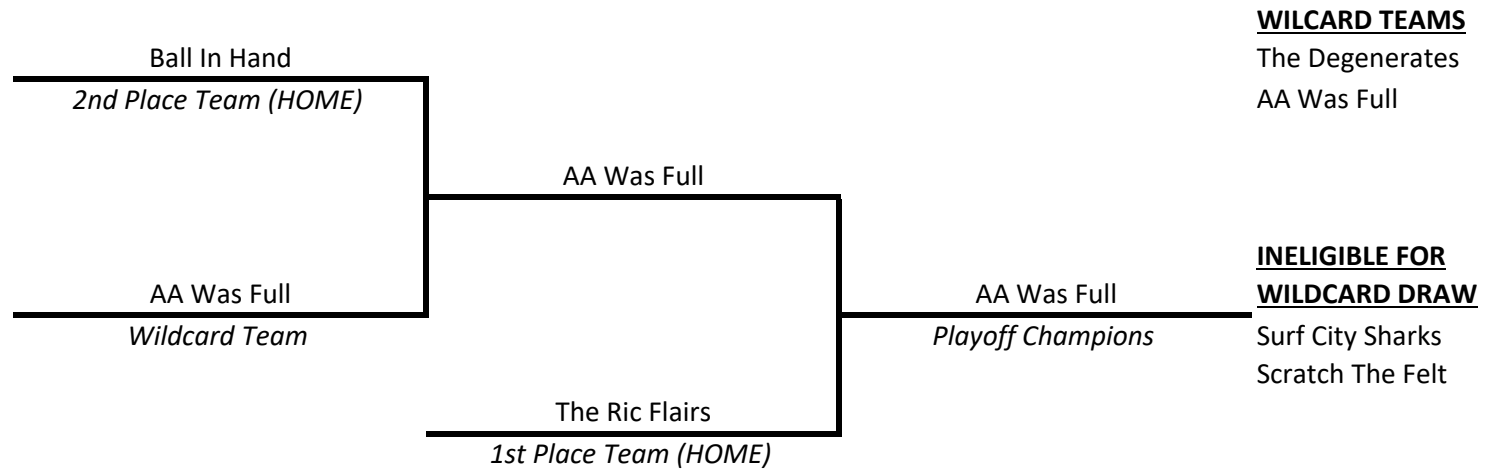 WILCARD TEAMS
Ball In Hand
The Degenerates
2nd Place Team (HOME)
AA Was Full
AA Was Full
INELIGIBLE FOR
AA Was Full
AA Was Full
WILDCARD DRAW
Wildcard Team
Playoff Champions
Surf City Sharks
Scratch The Felt
The Ric Flairs
1st Place Team (HOME)